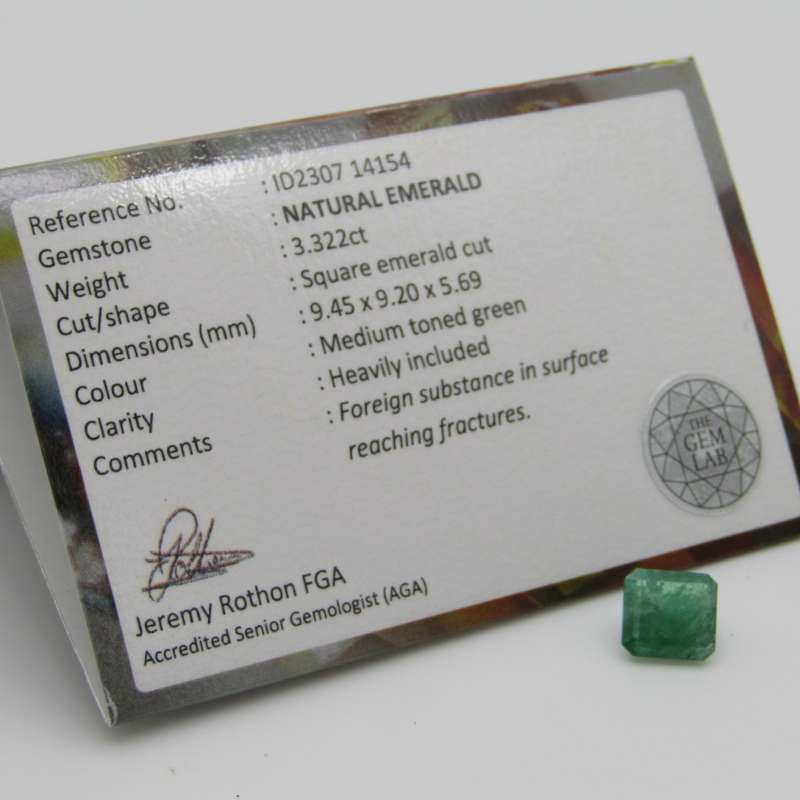 Reference No. : ID2307 14154
Gemstone : NATURAL EMERALD
Weight : 3.322ct
Cut/shape : Square emerald cut
Dimensions (mm) : 9.45 x 9.20 x 5.69
Colour : Medium toned green
Clarity : Heavily included
Comments : Foreign substance in surface
reaching fractures.
THE
GEM
LAB
Jeremy Rothon FGA
Accredited Senior Gemologist (AGA)